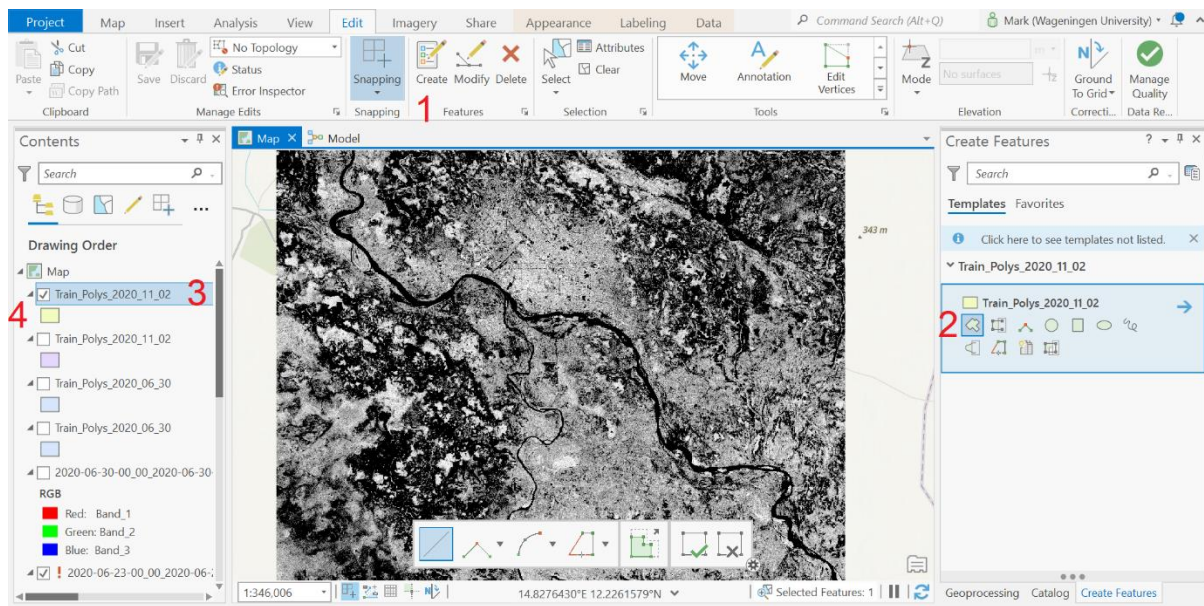 Project Map Insert Analysis View Edit Imagery Share Appearance Labeling Data Command Search (Alt+Q) Mark (Wageningen University)
Cut
Copy
Copy Path
Paste
Clipboard
Save Discard
No Topology
Status
Error Inspector
Manage Edits
Snapping
Snapping
Create Modify Delete
1 Features
Select
Attributes
Clear
Selection
Move Annotation Edit Vertices
Tools
Mode
No surfaces
m
Elevation
Ground To Grid
Correcti...
Manage Quality
Data Re...
Contents
Search
Drawing Order
Map
Train_Polys_2020_11_02 3
4
Train_Polys_2020_11_02
Train_Polys_2020_06_30
Train_Polys_2020_06_30
2020-06-30-00_00_2020-06-30-
RGB
Red: Band_1
Green: Band_2
Blue: Band_3
! 2020-06-23-00_00_2020-06-2
Map Model
343 m
1:346,006
14.8276430°E 12.2261579°N
Selected Features: 1
Create Features
?
Search
Templates Favorites
Click here to see templates not listed.
Train_Polys_2020_11_02
Train_Polys_2020_11_02
2
Geoprocessing Catalog Create Features